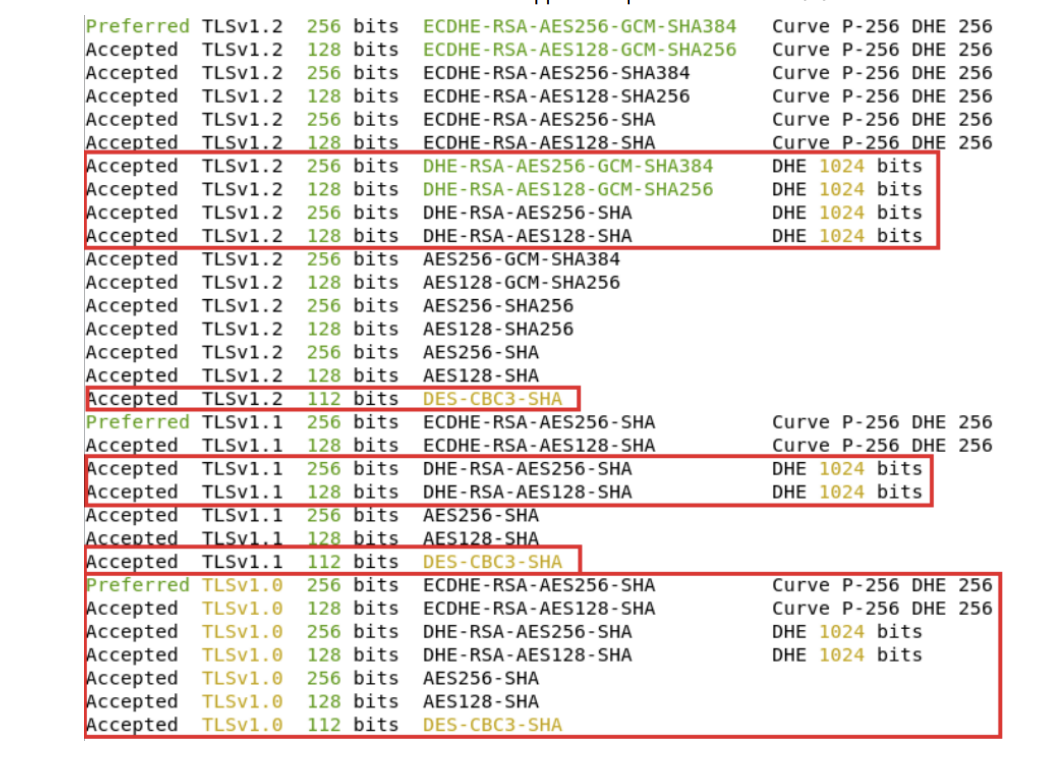 Preferred TLSv1.2 256 bits ECDHE-RSA-AES256-GCM-SHA384 Curve P-256 DHE 256
Accepted TLSv1.2 128 bits ECDHE-RSA-AES128-GCM-SHA256 Curve P-256 DHE 256
Accepted TLSv1.2 256 bits ECDHE-RSA-AES256-SHA384 Curve P-256 DHE 256
Accepted TLSv1.2 128 bits ECDHE-RSA-AES128-SHA256 Curve P-256 DHE 256
Accepted TLSv1.2 256 bits ECDHE-RSA-AES256-SHA Curve P-256 DHE 256
Accepted TLSv1.2 128 bits ECDHE-RSA-AES128-SHA Curve P-256 DHE 256
Accepted TLSv1.2 256 bits DHE-RSA-AES256-GCM-SHA384 DHE 1024 bits
Accepted TLSv1.2 128 bits DHE-RSA-AES128-GCM-SHA256 DHE 1024 bits
Accepted TLSv1.2 256 bits DHE-RSA-AES256-SHA DHE 1024 bits
Accepted TLSv1.2 128 bits DHE-RSA-AES128-SHA DHE 1024 bits
Accepted TLSv1.2 256 bits AES256-GCM-SHA384
Accepted TLSv1.2 128 bits AES128-GCM-SHA256
Accepted TLSv1.2 256 bits AES256-SHA256
Accepted TLSv1.2 128 bits AES128-SHA256
Accepted TLSv1.2 256 bits AES256-SHA
Accepted TLSv1.2 128 bits AES128-SHA
Accepted TLSv1.2 112 bits DES-CBC3-SHA
Preferred TLSv1.1 256 bits ECDHE-RSA-AES256-SHA Curve P-256 DHE 256
Accepted TLSv1.1 128 bits ECDHE-RSA-AES128-SHA Curve P-256 DHE 256
Accepted TLSv1.1 256 bits DHE-RSA-AES256-SHA DHE 1024 bits
Accepted TLSv1.1 128 bits DHE-RSA-AES128-SHA DHE 1024 bits
Accepted TLSv1.1 256 bits AES256-SHA
Accepted TLSv1.1 128 bits AES128-SHA
Accepted TLSv1.1 112 bits DES-CBC3-SHA
Preferred TLSv1.0 256 bits ECDHE-RSA-AES256-SHA Curve P-256 DHE 256
Accepted TLSv1.0 128 bits ECDHE-RSA-AES128-SHA Curve P-256 DHE 256
Accepted TLSv1.0 256 bits DHE-RSA-AES256-SHA DHE 1024 bits
Accepted TLSv1.0 128 bits DHE-RSA-AES128-SHA DHE 1024 bits
Accepted TLSv1.0 256 bits AES256-SHA
Accepted TLSv1.0 128 bits AES128-SHA
Accepted TLSv1.0 112 bits DES-CBC3-SHA